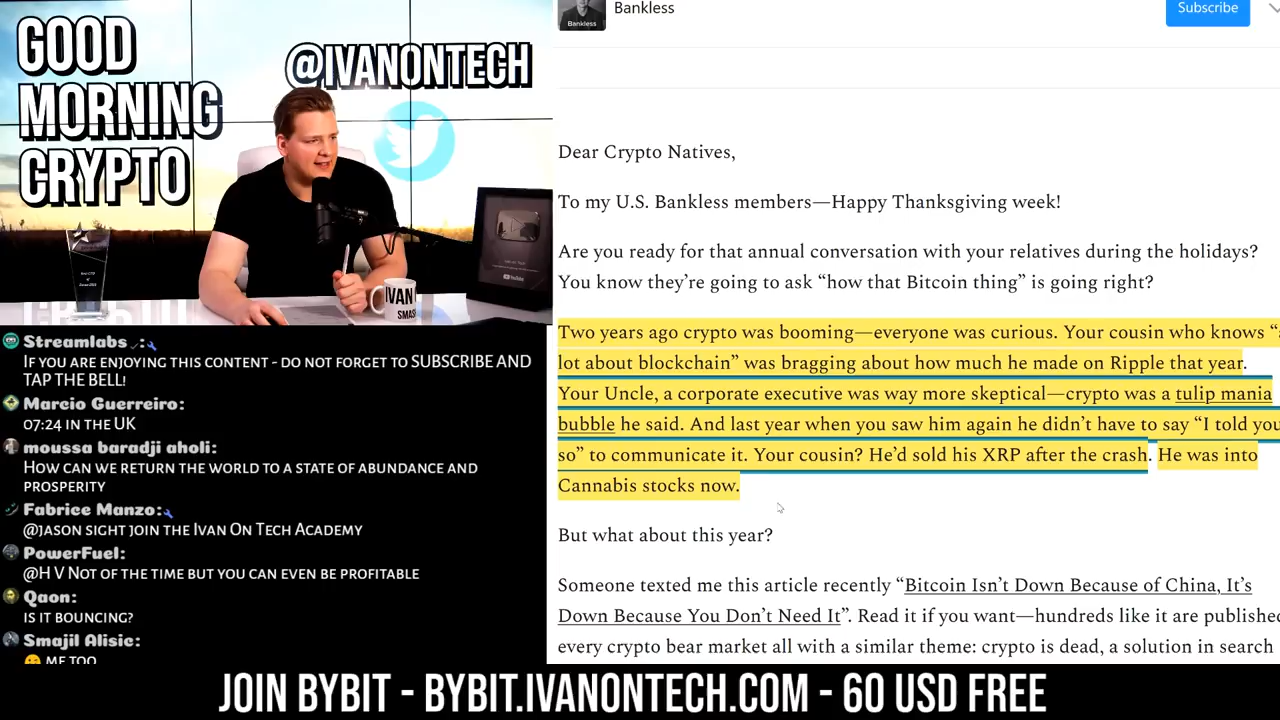 GOOD
MORNING
CRYPTO
@IVANONTECH
IVAN
SMAS
YouTube
Streamlabs:
If you are enjoying this content - do not forget to SUBSCRIBE AND
TAP THE BELL!
Marcio Guerreiro:
07:24 in the UK
moussa baradji aholi:
How can we return the world to a state of abundance and
prosperity
Fabrice Manzo:
@jason sight join the Ivan On Tech Academy
PowerFuel:
@H V Not of the time but you can even be profitable
Qaon:
is it bouncing?
Smajil Alisic:
me too
Bankless
Bankless
Subscribe
Dear Crypto Natives,
To my U.S. Bankless members—Happy Thanksgiving week!
Are you ready for that annual conversation with your relatives during the holidays?
You know they’re going to ask “how that Bitcoin thing” is going right?
Two years ago crypto was booming—everyone was curious. Your cousin who knows “a
lot about blockchain” was bragging about how much he made on Ripple that year.
Your Uncle, a corporate executive was way more skeptical—crypto was a tulip mania
bubble he said. And last year when you saw him again he didn’t have to say “I told you
so” to communicate it. Your cousin? He’d sold his XRP after the crash. He was into
Cannabis stocks now.
But what about this year?
Someone texted me this article recently “Bitcoin Isn’t Down Because of China, It’s
Down Because You Don’t Need It”. Read it if you want—hundreds like it are published
every crypto bear market all with a similar theme: crypto is dead, a solution in search
JOIN BYBIT - BYBIT.IVANONTECH.COM - 60 USD FREE